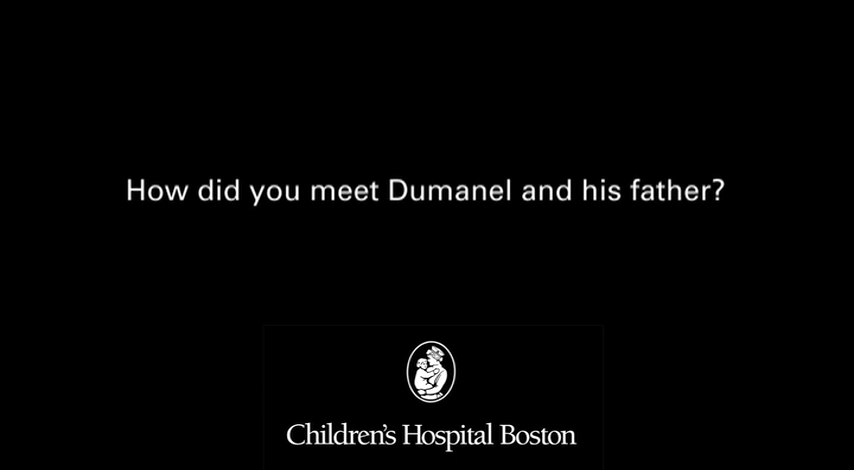 How did you meet Dumanel and his father?
Children's Hospital Boston